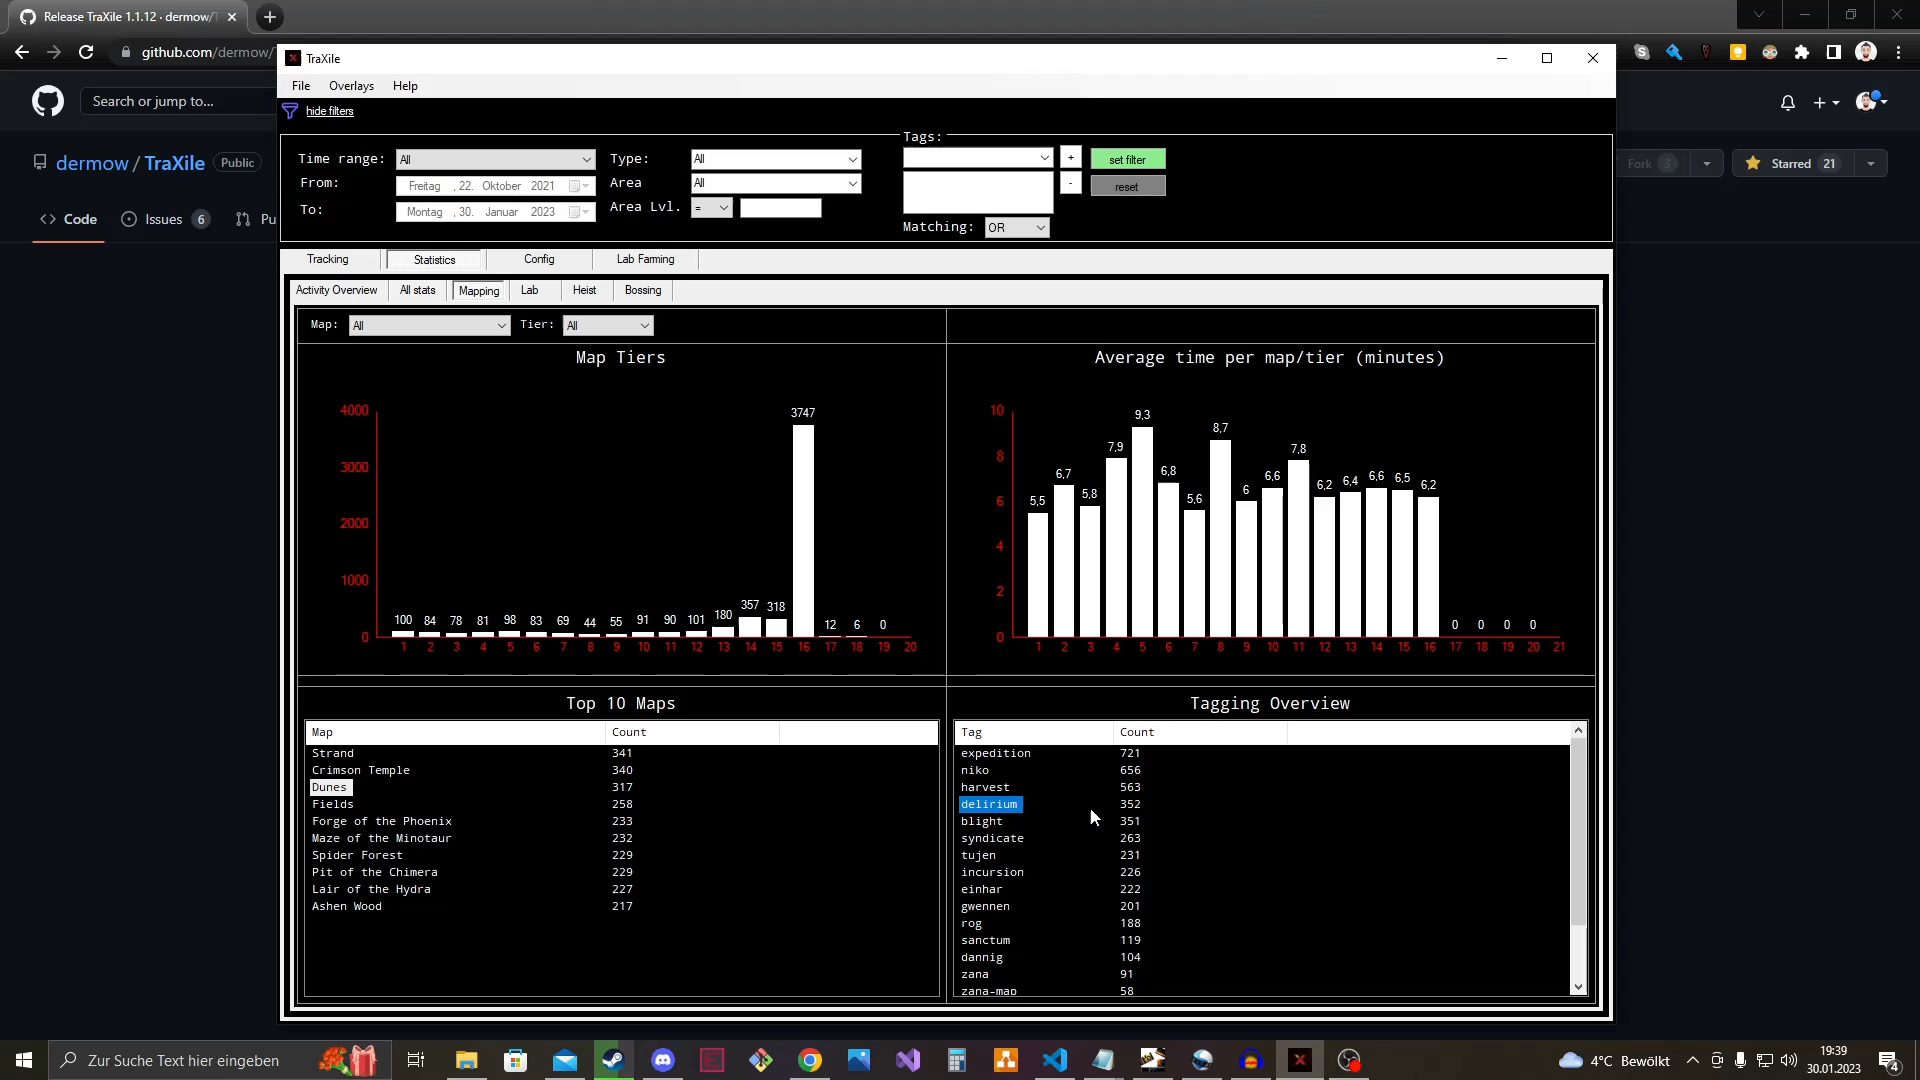 Release TraXile 1.1.12 · dermow/T
github.com/dermow/
Search or jump to...
dermow / TraXile Public
Fork 3
Starred 21
Code
Issues 6
Pu
TraXile
File Overlays Help
hide filters
Time range: All
From: Freitag , 22. Oktober 2021
To: Montag , 30. Januar 2023
Type: All
Area All
Area Lvl. =
Tags:
+
-
set filter
reset
Matching: OR
Tracking Statistics Config Lab Farming
Activity Overview All stats Mapping Lab Heist Bossing
Map: All Tier: All
Map Tiers
4000
3000
2000
1000
0
100 84 78 81 98 83 69 44 55 91 90 101 180 357 318 3747 12 6 0
1 2 3 4 5 6 7 8 9 10 11 12 13 14 15 16 17 18 19 20
Average time per map/tier (minutes)
10
8
6
4
2
0
5,5 6,7 5,8 7,9 9,3 6,8 5,6 8,7 6 6,6 7,8 6,2 6,4 6,6 6,5 6,2 0 0 0 0
1 2 3 4 5 6 7 8 9 10 11 12 13 14 15 16 17 18 19 20 21
Top 10 Maps
Map Count
Strand 341
Crimson Temple 340
Dunes 317
Fields 258
Forge of the Phoenix 233
Maze of the Minotaur 232
Spider Forest 229
Pit of the Chimera 229
Lair of the Hydra 227
Ashen Wood 217
Tagging Overview
Tag Count
expedition 721
niko 656
harvest 563
delirium 352
blight 351
syndicate 263
tujen 231
incursion 226
einhar 222
gwennen 201
rog 188
sanctum 119
dannig 104
zana 91
zana-map 58
Zur Suche Text hier eingeben
4°C Bewölkt
19:39
30.01.2023
4